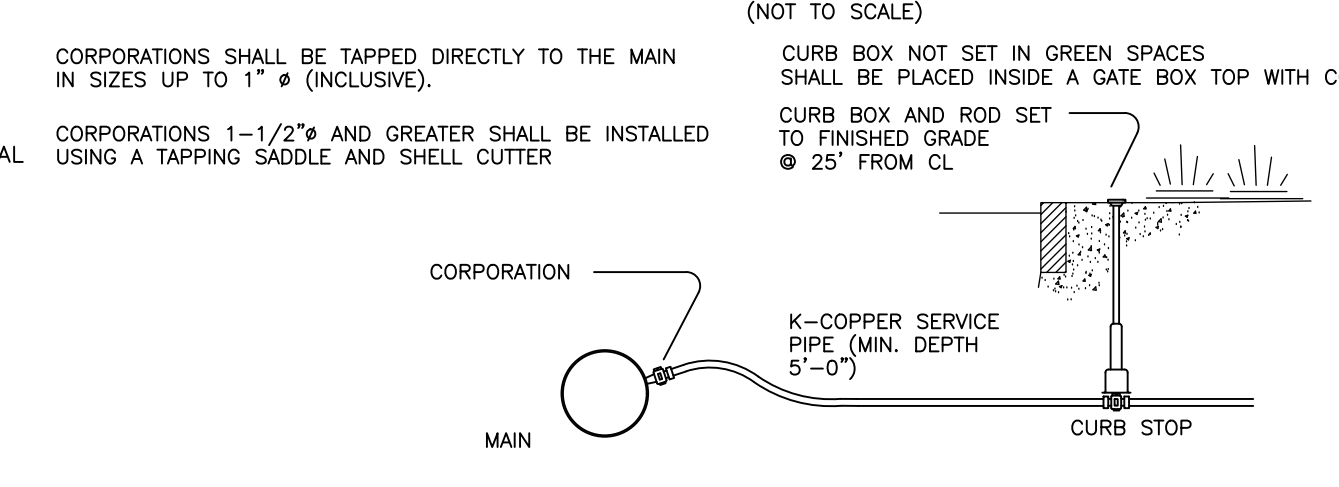 (NOT TO SCALE)
CORPORATIONS SHALL BE TAPPED DIRECTLY TO THE MAIN
IN SIZES UP TO 1" ø (INCLUSIVE).
CORPORATIONS 1-1/2"ø AND GREATER SHALL BE INSTALLED
AL USING A TAPPING SADDLE AND SHELL CUTTER
CURB BOX NOT SET IN GREEN SPACES
SHALL BE PLACED INSIDE A GATE BOX TOP WITH C
CURB BOX AND ROD SET
TO FINISHED GRADE
@ 25' FROM CL
CORPORATION
K-COPPER SERVICE
PIPE (MIN. DEPTH
5'-0")
MAIN
CURB STOP